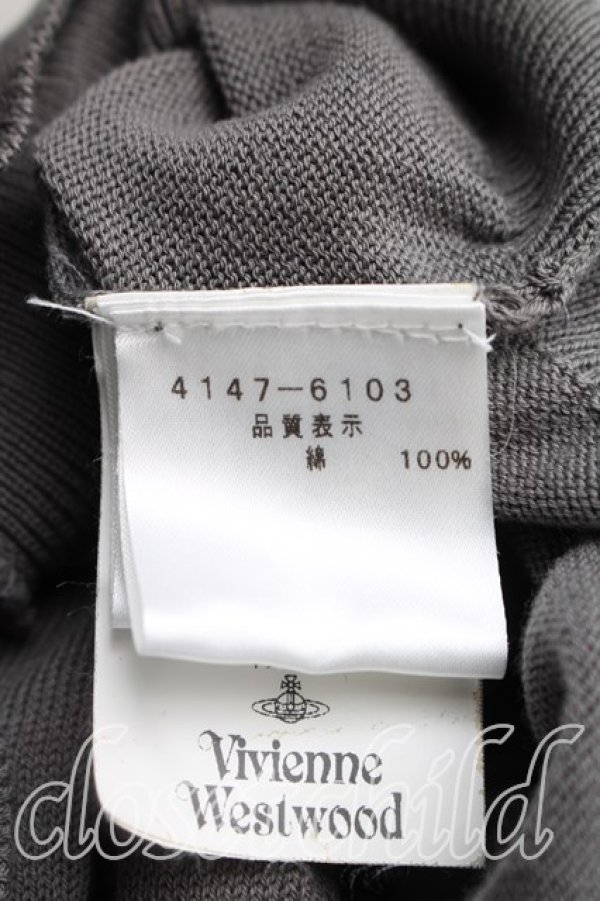 4147-6103
品質表示
綿 100%
Vivienne
Westwood
closet child